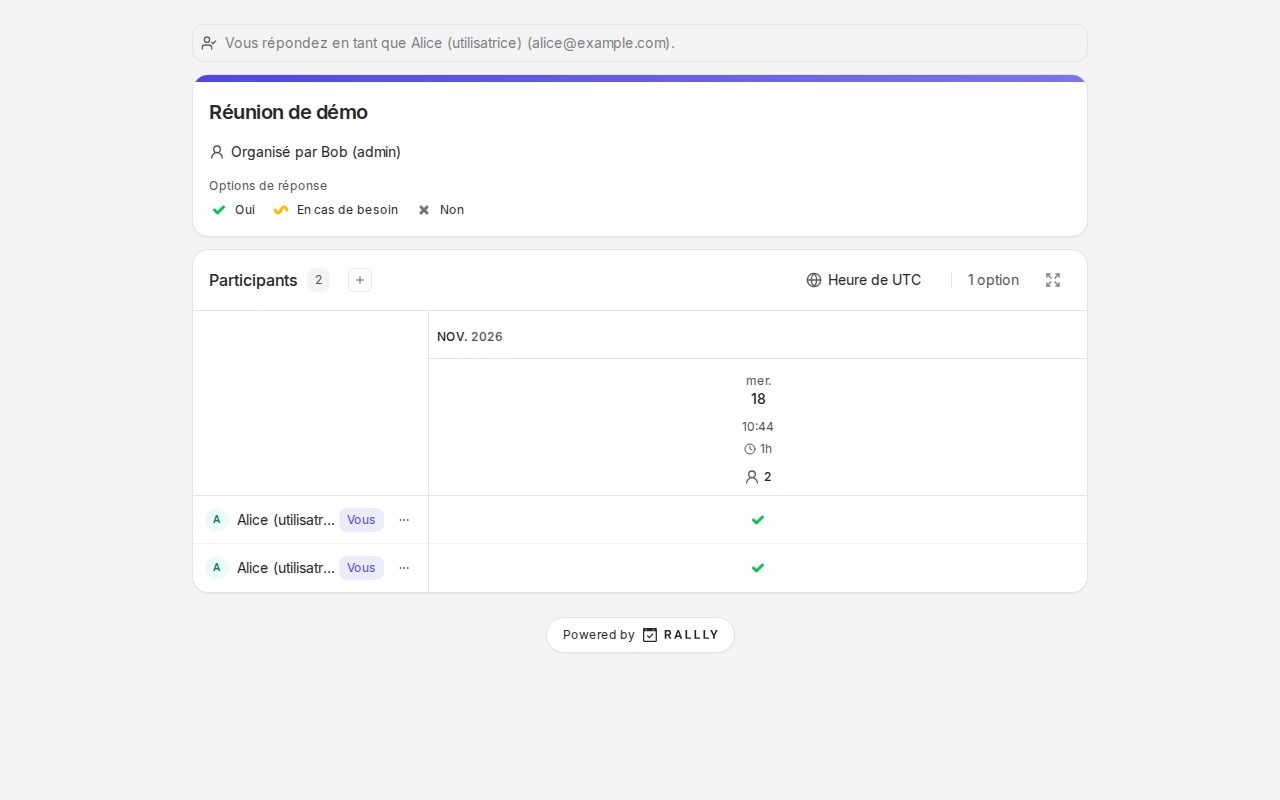 Vous répondez en tant que Alice (utilisatrice) (alice@example.com).
Réunion de démo
Organisé par Bob (admin)
Options de réponse
Oui En cas de besoin Non
Participants 2 Heure de UTC 1 option
NOV. 2026
mer.
18
10:44
1h
2
A Alice (utilisatr... Vous
A Alice (utilisatr... Vous
Powered by RALLLY